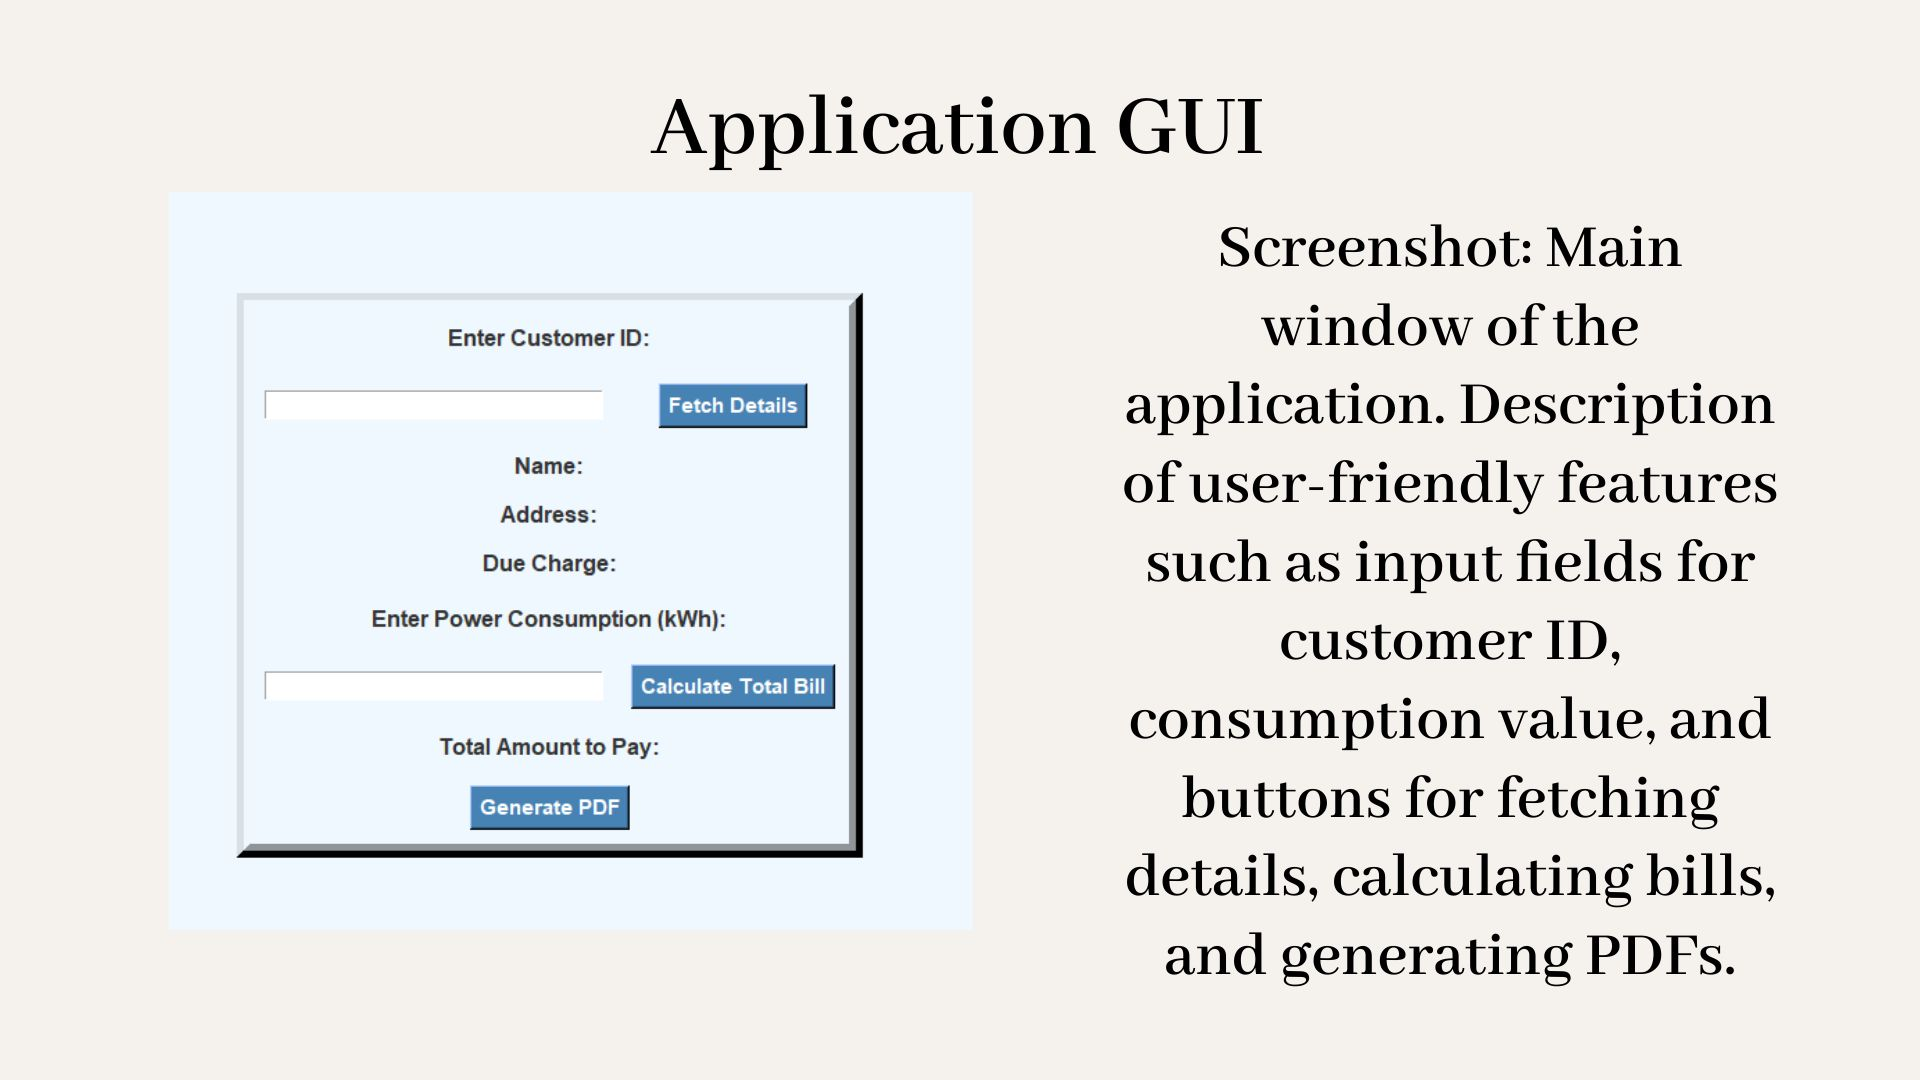 Application GUI
Enter Customer ID:
Fetch Details
Name:
Address:
Due Charge:
Enter Power Consumption (kWh):
Calculate Total Bill
Total Amount to Pay:
Generate PDF
Screenshot: Main
window of the
application. Description
of user-friendly features
such as input fields for
customer ID,
consumption value, and
buttons for fetching
details, calculating bills,
and generating PDFs.